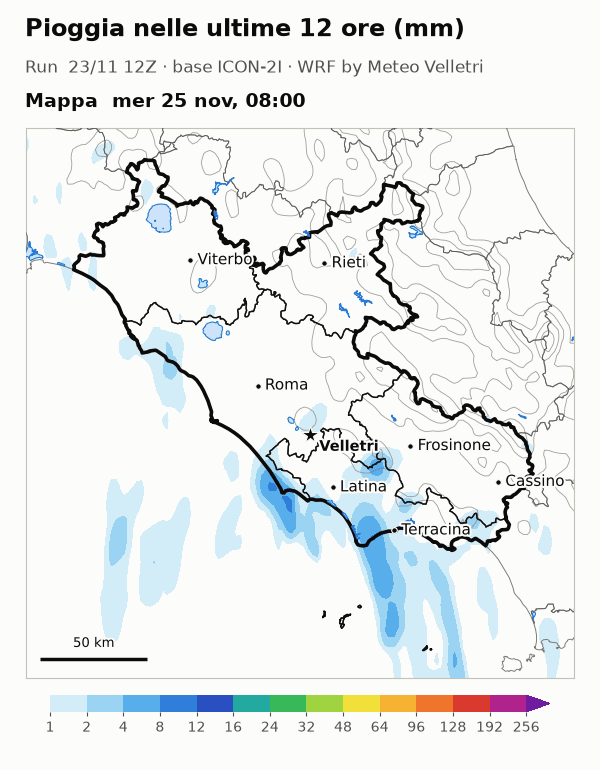 Pioggia nelle ultime 12 ore (mm)
Run  23/11 12Z · base ICON-2I · WRF by Meteo Velletri
Mappa  mer 25 nov, 08:00
Viterbo
Rieti
Roma
Velletri
Frosinone
Latina
Cassino
Terracina
50 km
1 2 4 8 12 16 24 32 48 64 96 128 192 256